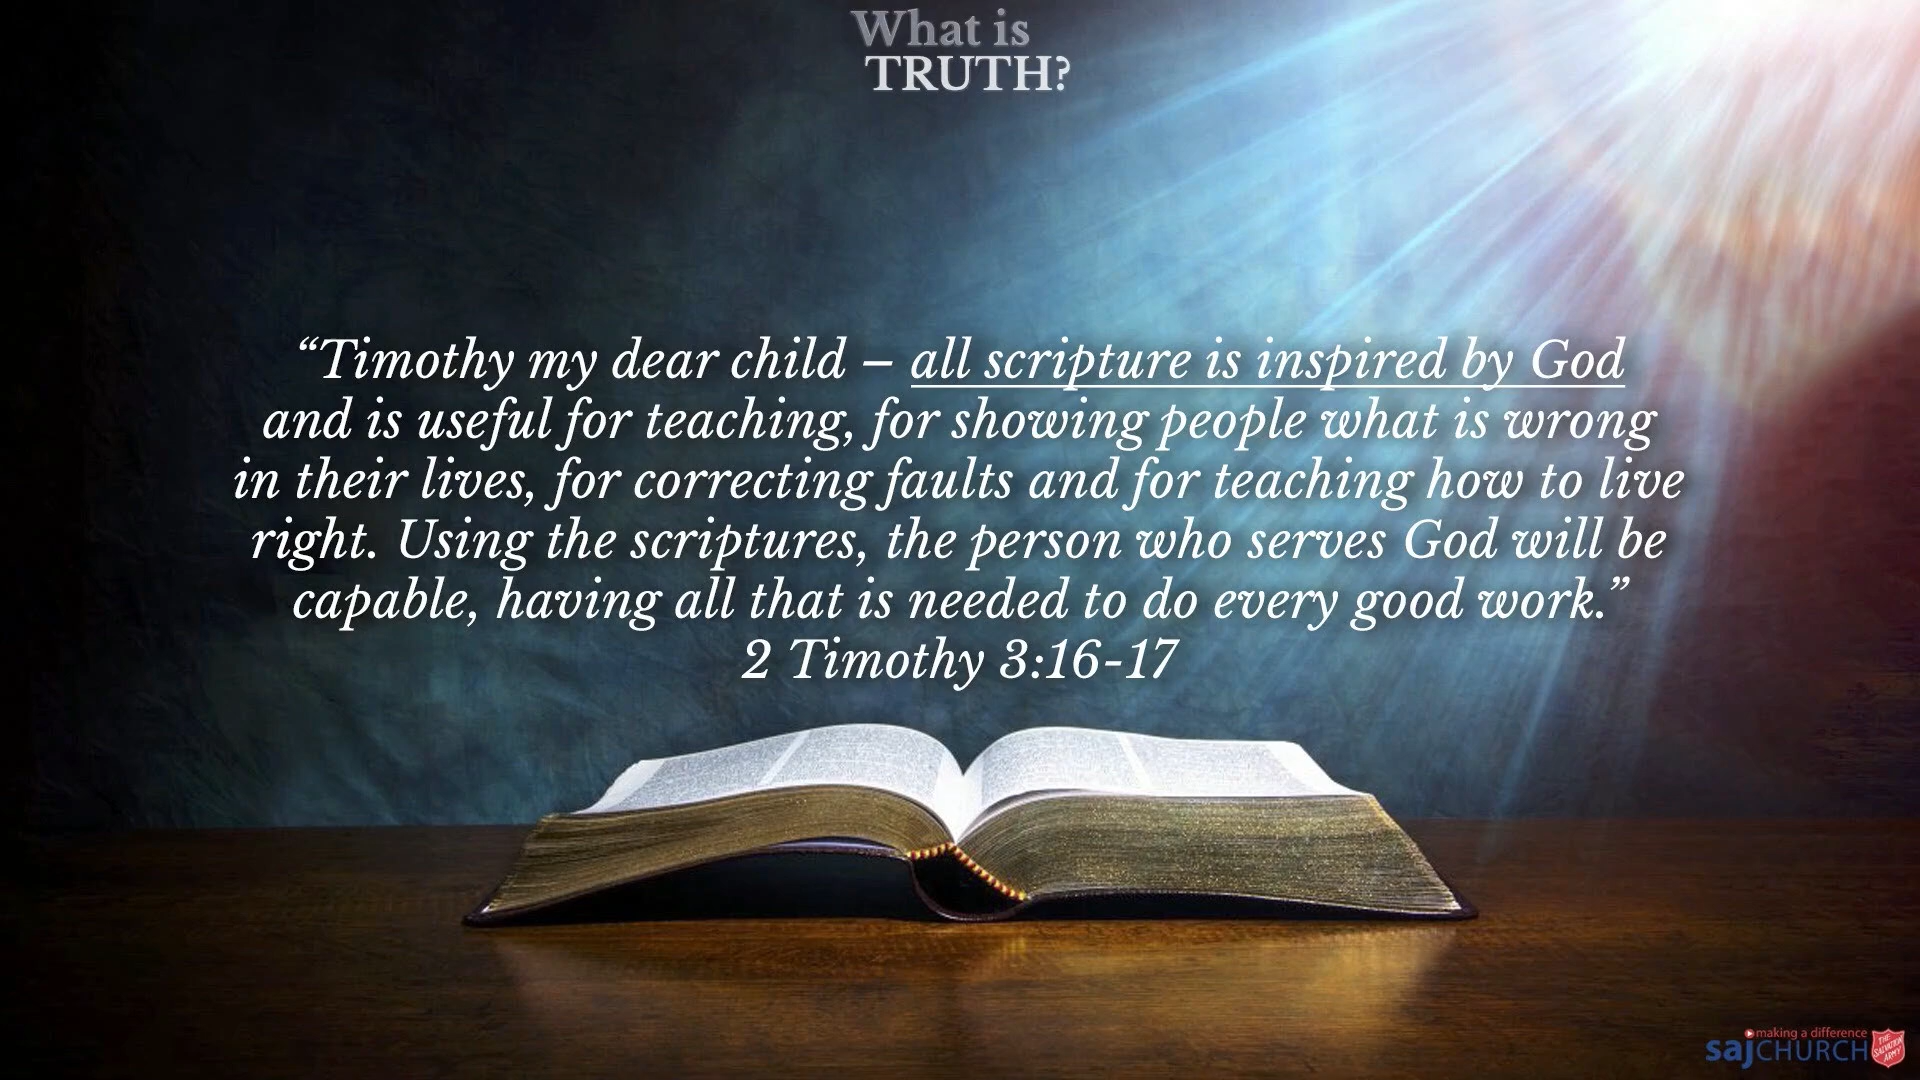 What is
TRUTH?
“Timothy my dear child – all scripture is inspired by God
and is useful for teaching, for showing people what is wrong
in their lives, for correcting faults and for teaching how to live
right. Using the scriptures, the person who serves God will be
capable, having all that is needed to do every good work.”
2 Timothy 3:16-17
making a difference
sajCHURCH
THE
SALVATION
ARMY